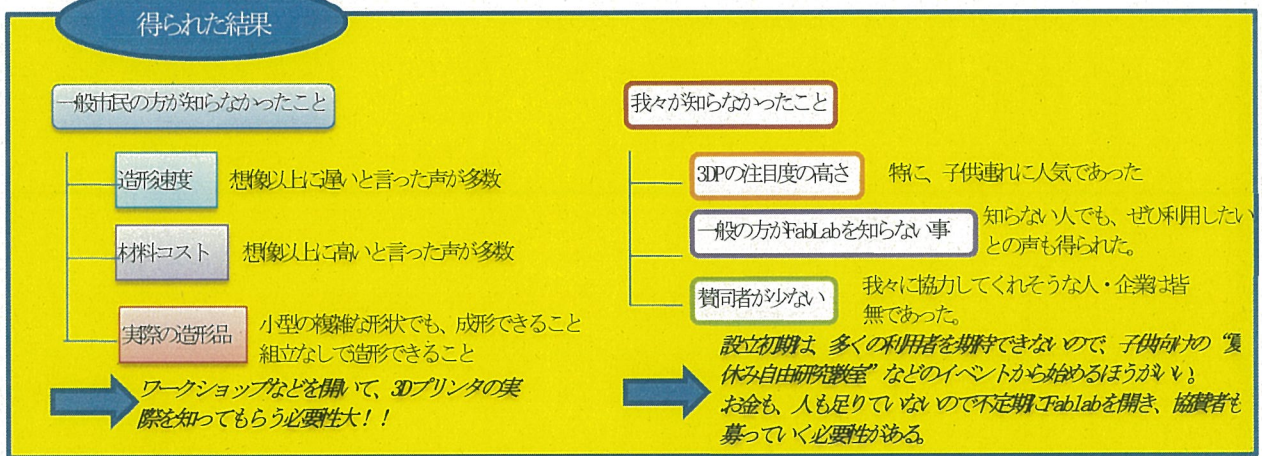 得られた結果
一般市民の方が知らなかったこと
造形速度
想像以上に遅いと言った声が多数
材料コスト
想像以上に高いと言った声が多数
実際の造形品
小型の複雑な形状でも、成形できること
組立なしで造形できること
ワークショップなどを開いて、3Dプリンタの実
際を知ってもらう必要性大！！
我々が知らなかったこと
3DPの注目度の高さ
特に、子供連れに人気であった
一般の方がFabLabを知らない事
知らない人でも、ぜひ利用したい
との声も得られた。
賛同者が少ない
我々に協力してくれそうな人・企業は皆
無であった。
設立初期は、多くの利用者を期待できないので、子供向けの“夏
休み自由研究教室”などのイベントから始めるほうがいい。
お金も、人も足りていないので不定期にFablabを開き、協賛者も
募っていく必要性がある。